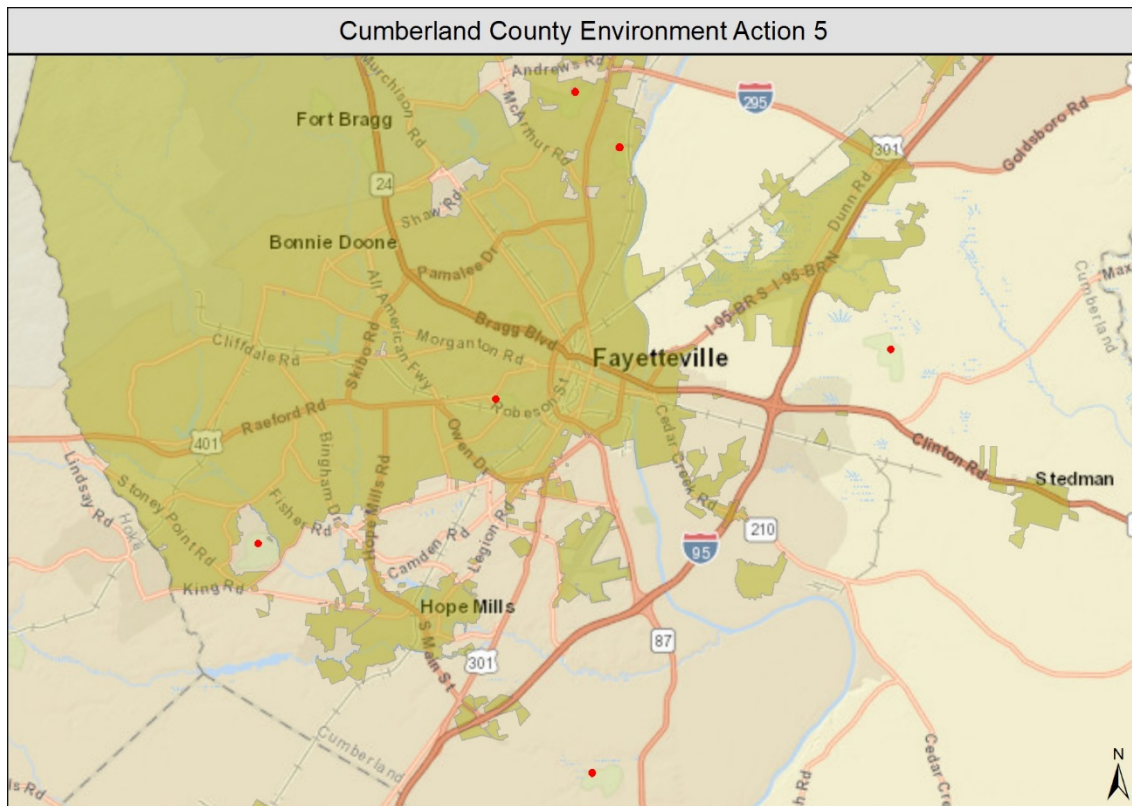 Cumberland County Environment Action 5
Andrews Rd
Murchison Rd
McArthur Rd
295
Goldsboro Rd
Fort Bragg
301
24
Dunn Rd
Shaw Rd
Bonnie Doone
Pamalee Dr
All American Fwy
I-95-BR S I-95-BR N
Cumberland
Max
Bragg Blvd
Morganton Rd
Cliffdale Rd
Skibo Rd
Fayetteville
Robeson St
Raeford Rd
401
Owen Dr
Cedar Creek Rd
Clinton Rd
Stedman
Lindsay Rd
Bingham Dr
Stoney Point Rd
Fisher Rd
Hope Mills Rd
Hoke
Camden Rd
Legion Rd
210
95
King Rd
Hope Mills
S Main St
301
87
Cumberland
Cedar Cre
h Rd
ls Rd
N